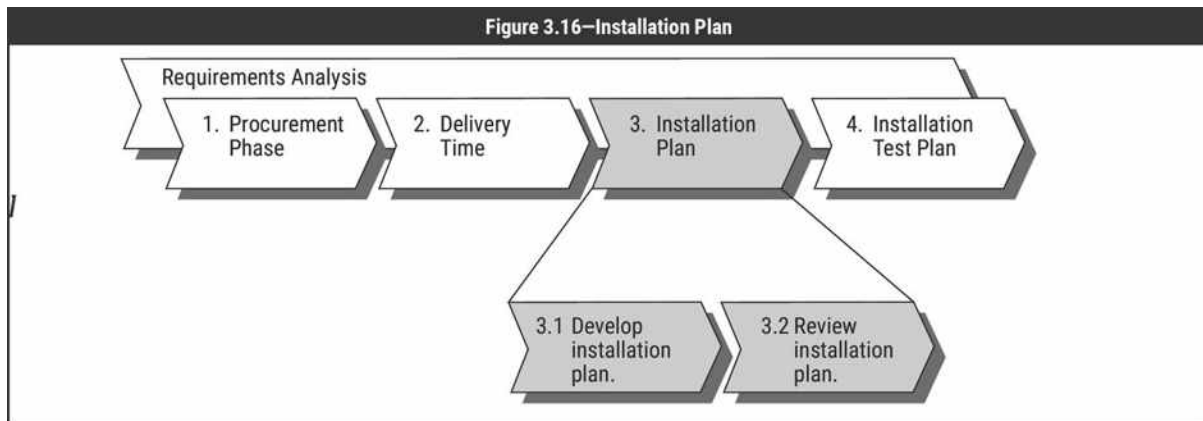 Figure 3.16—Installation Plan
Requirements Analysis
1. Procurement
Phase
2. Delivery
Time
3. Installation
Plan
4. Installation
Test Plan
3.1 Develop
installation
plan.
3.2 Review
installation
plan.